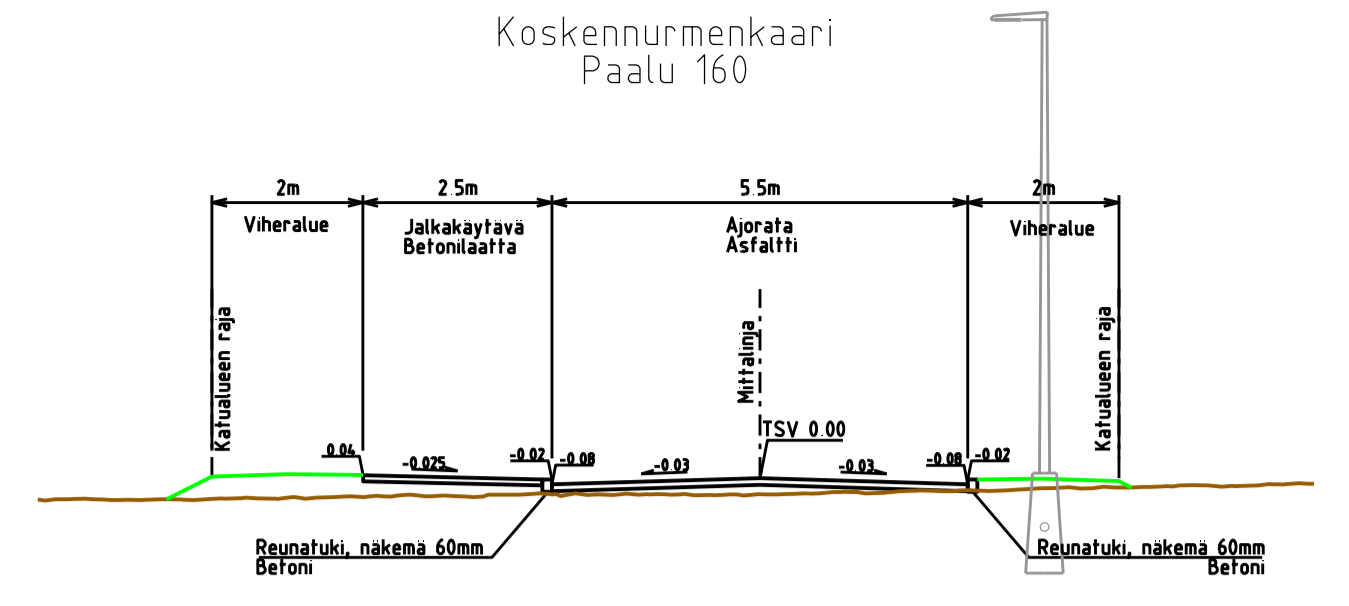 Koskennurmenkaari
Paalu 160
2m
2.5m
5.5m
2m
Viheralue
Jalkakäytävä
Betonilaatta
Ajorata
Asfaltti
Viheralue
Katualueen raja
Mittalinja
Katualueen raja
TSV 0.00
0.04
-0.025
-0.02
-0.08
-0.03
-0.03
-0.08
-0.02
Reunatuki, näkemä 60mm
Betoni
Reunatuki, näkemä 60mm
Betoni